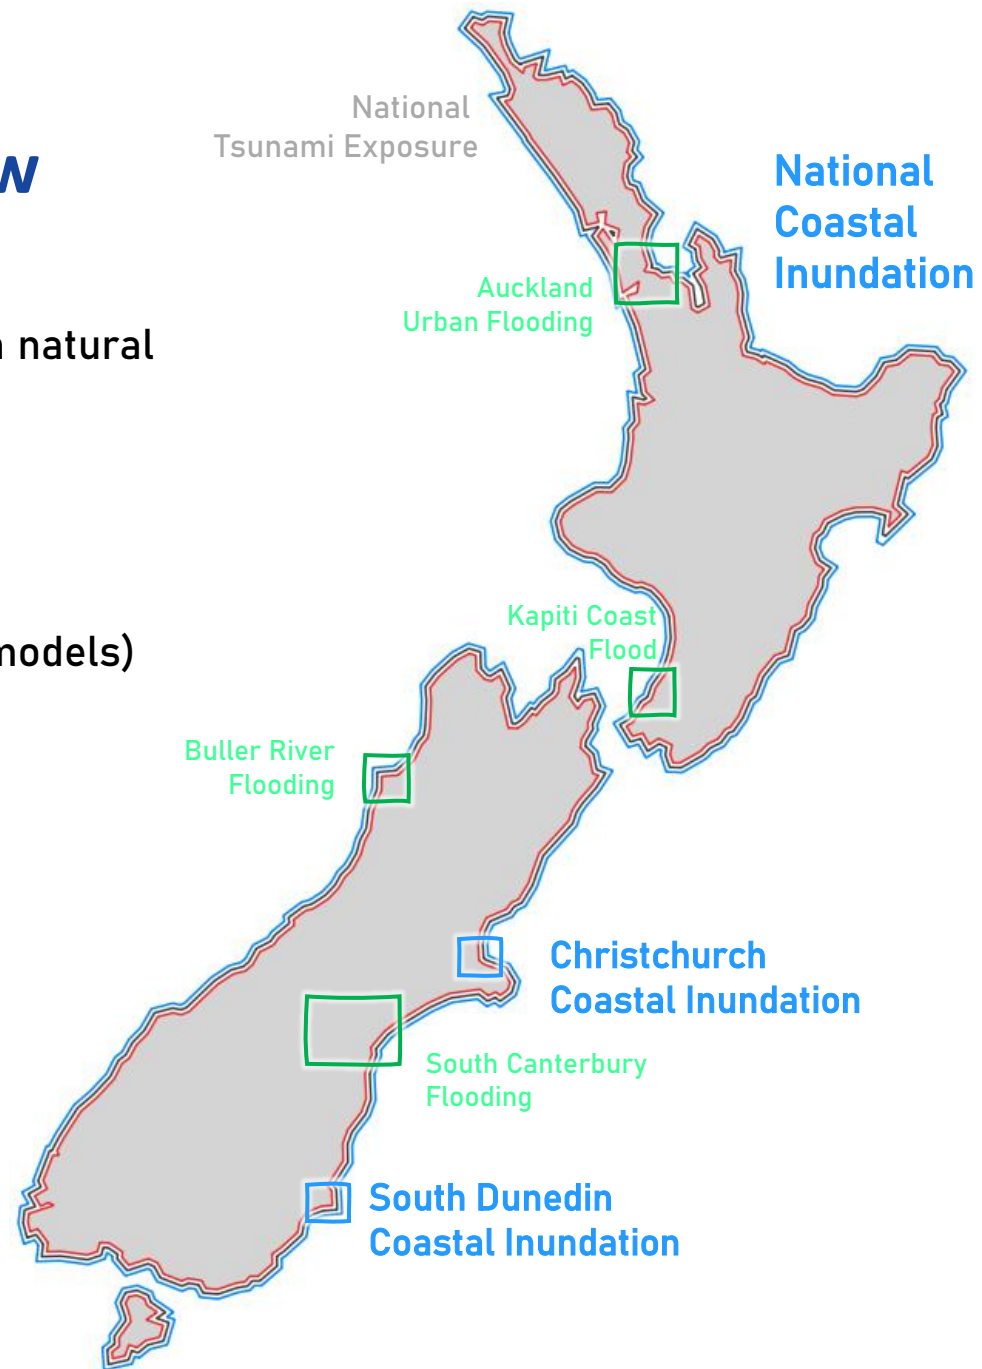 w
n natural
models)
National
Tsunami Exposure
National
Coastal
Inundation
Auckland
Urban Flooding
Kapiti Coast
Flood
Buller River
Flooding
Christchurch
Coastal Inundation
South Canterbury
Flooding
South Dunedin
Coastal Inundation